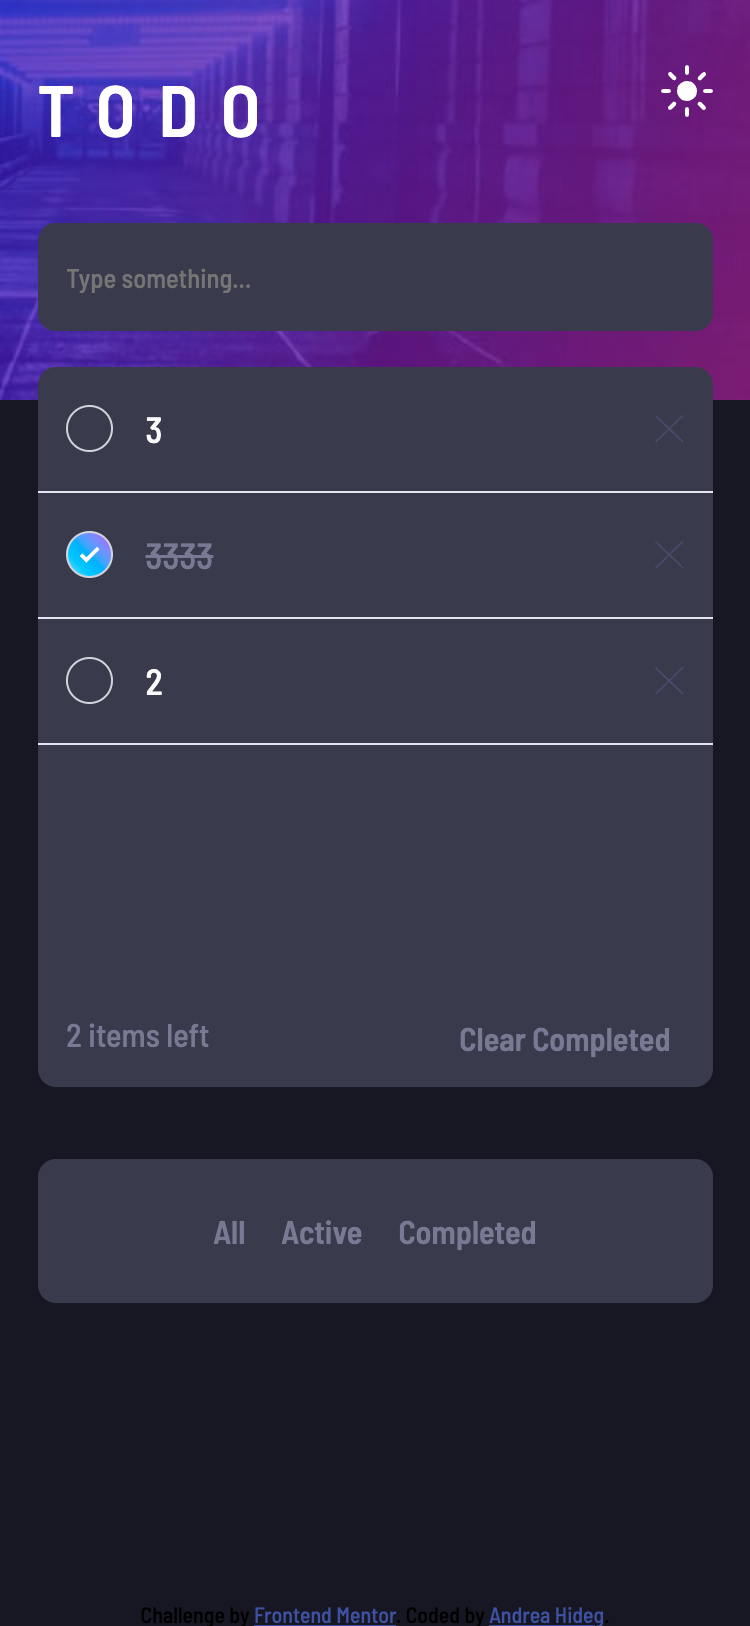 TODO
Type something...
3
3333
2
2 items left
Clear Completed
All Active Completed
Challenge by Frontend Mentor. Coded by Andrea Hideg.